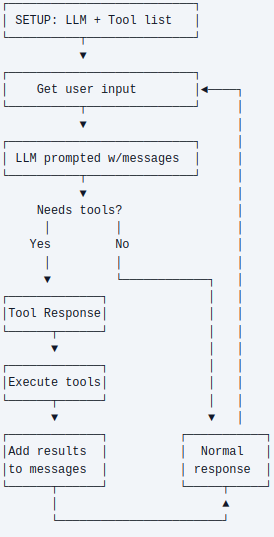 SETUP: LLM + Tool list
Get user input
LLM prompted w/messages
Needs tools?
Yes No
Tool Response
Execute tools
Add results
to messages
Normal
response